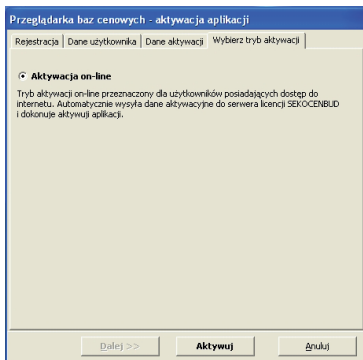 Przeglądarka baz cenowych - aktywacja aplikacji
Rejestracja Dane użytkownika Dane aktywacji Wybierz tryb aktywacji
Aktywacja on-line
Tryb aktywacji on-line przeznaczony dla użytkowników posiadających dostęp do
internetu. Automatycznie wysyła dane aktywacyjne do serwera licencji SEKOCENBUD
i dokonuje aktywuji aplikacji.
Dalej >> Aktywuj Anuluj